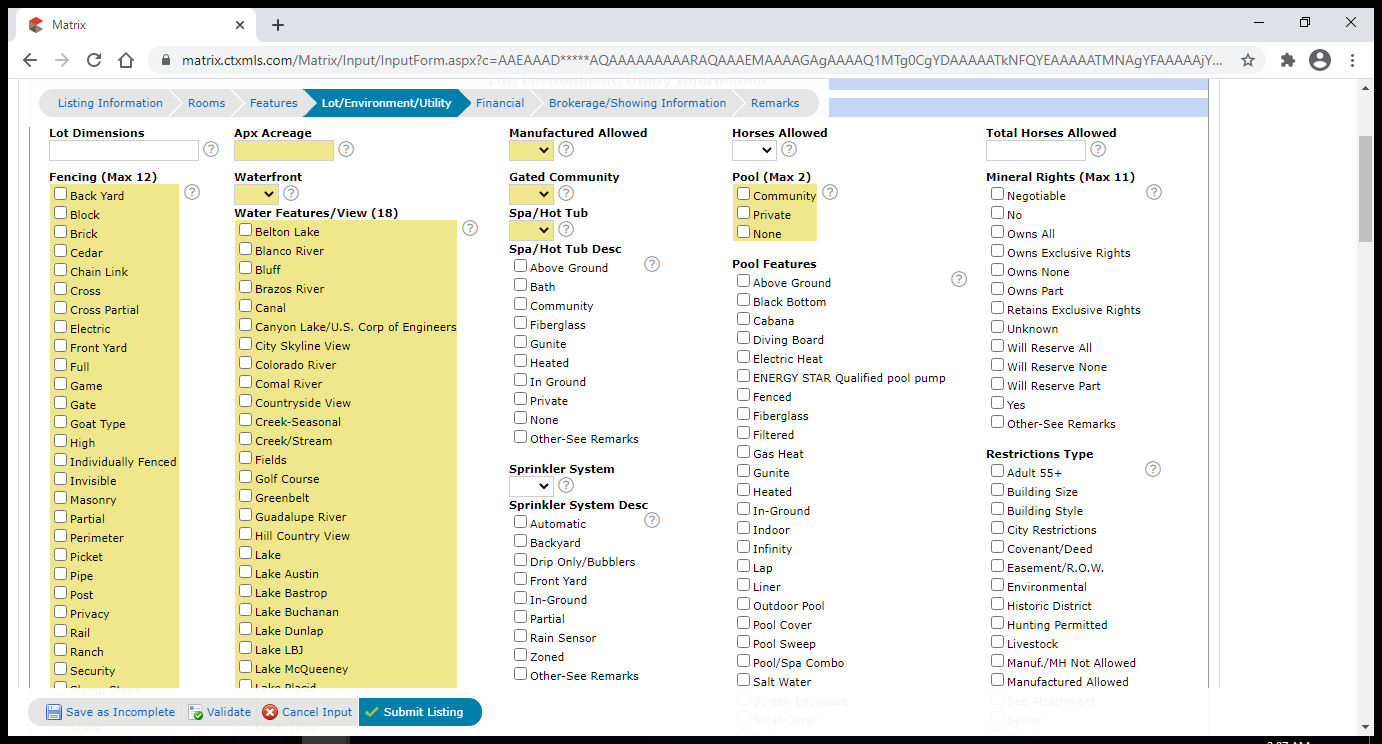 Matrix
matrix.ctxmls.com/Matrix/Input/InputForm.aspx?c=AAEAAAD*****AQAAAAAAAAARAQAAAEMAAAAGAgAAAAQ1MTg0CgYDAAAAATkNFQYEAAAAATMNAgYFAAAAAjY...
Lot/Environment/Utility Information
Listing Information
Rooms
Features
Lot/Environment/Utility
Financial
Brokerage/Showing Information
Remarks
Lot Dimensions
Apx Acreage
Manufactured Allowed
Horses Allowed
Total Horses Allowed
Fencing (Max 12)
Back Yard
Block
Brick
Cedar
Chain Link
Cross
Cross Partial
Electric
Front Yard
Full
Game
Gate
Goat Type
High
Individually Fenced
Invisible
Masonry
Partial
Perimeter
Picket
Pipe
Post
Privacy
Rail
Ranch
Security
Waterfront
Water Features/View (18)
Belton Lake
Blanco River
Bluff
Brazos River
Canal
Canyon Lake/U.S. Corp of Engineers
City Skyline View
Colorado River
Comal River
Countryside View
Creek-Seasonal
Creek/Stream
Fields
Golf Course
Greenbelt
Guadalupe River
Hill Country View
Lake
Lake Austin
Lake Bastrop
Lake Buchanan
Lake Dunlap
Lake LBJ
Lake McQueeney
Lake Placid
Gated Community
Spa/Hot Tub
Spa/Hot Tub Desc
Above Ground
Bath
Community
Fiberglass
Gunite
Heated
In Ground
Private
None
Other-See Remarks
Sprinkler System
Sprinkler System Desc
Automatic
Backyard
Drip Only/Bubblers
Front Yard
In-Ground
Partial
Rain Sensor
Zoned
Other-See Remarks
Pool (Max 2)
Community
Private
None
Pool Features
Above Ground
Black Bottom
Cabana
Diving Board
Electric Heat
ENERGY STAR Qualified pool pump
Fenced
Fiberglass
Filtered
Gas Heat
Gunite
Heated
In-Ground
Indoor
Infinity
Lap
Liner
Outdoor Pool
Pool Cover
Pool Sweep
Pool/Spa Combo
Salt Water
Screen Enclosure
Solar Cover
Mineral Rights (Max 11)
Negotiable
No
Owns All
Owns Exclusive Rights
Owns None
Owns Part
Retains Exclusive Rights
Unknown
Will Reserve All
Will Reserve None
Will Reserve Part
Yes
Other-See Remarks
Restrictions Type
Adult 55+
Building Size
Building Style
City Restrictions
Covenant/Deed
Easement/R.O.W.
Environmental
Historic District
Hunting Permitted
Livestock
Manuf./MH Not Allowed
Manufactured Allowed
See Attachment
Senior
Save as Incomplete
Validate
Cancel Input
Submit Listing